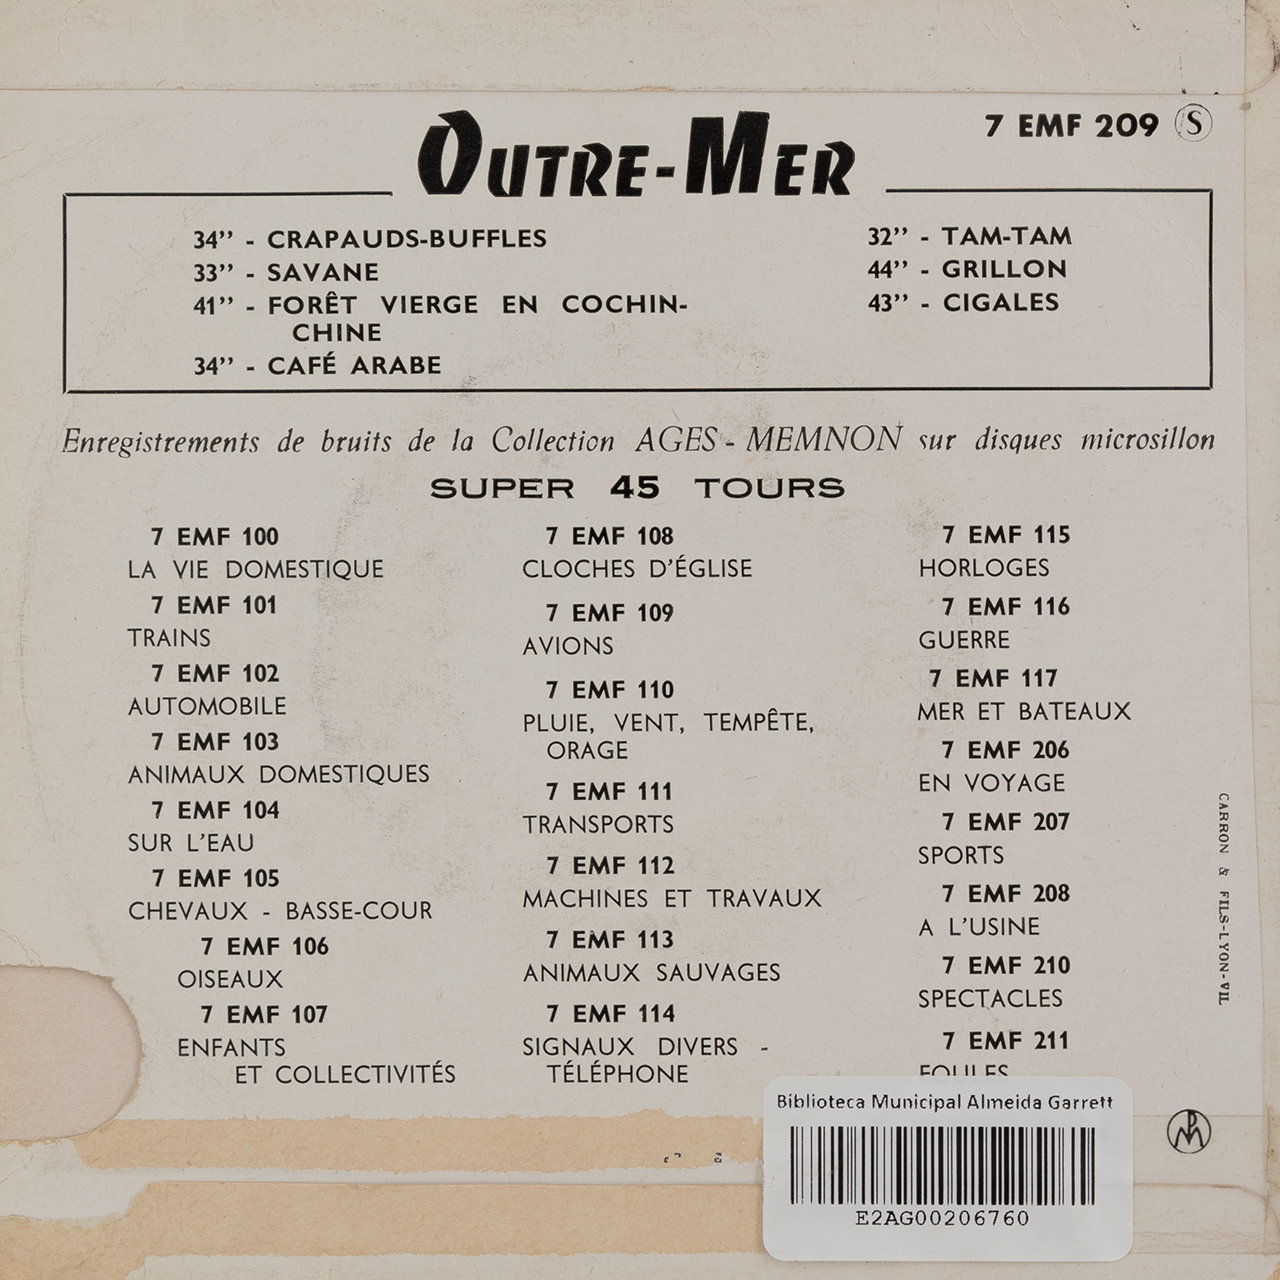 OUTRE-MER
7 EMF 209 S
34" - CRAPAUDS-BUFFLES
33" - SAVANE
41" - FORÊT VIERGE EN COCHIN-
CHINE
34" - CAFÉ ARABE
32" - TAM-TAM
44" - GRILLON
43" - CIGALES
Enregistrements de bruits de la Collection AGES - MEMNON sur disques microsillon
SUPER 45 TOURS
7 EMF 100
LA VIE DOMESTIQUE
7 EMF 101
TRAINS
7 EMF 102
AUTOMOBILE
7 EMF 103
ANIMAUX DOMESTIQUES
7 EMF 104
SUR L'EAU
7 EMF 105
CHEVAUX - BASSE-COUR
7 EMF 106
OISEAUX
7 EMF 107
ENFANTS
ET COLLECTIVITÉS
7 EMF 108
CLOCHES D'ÉGLISE
7 EMF 109
AVIONS
7 EMF 110
PLUIE, VENT, TEMPÊTE,
ORAGE
7 EMF 111
TRANSPORTS
7 EMF 112
MACHINES ET TRAVAUX
7 EMF 113
ANIMAUX SAUVAGES
7 EMF 114
SIGNAUX DIVERS -
TÉLÉPHONE
7 EMF 115
HORLOGES
7 EMF 116
GUERRE
7 EMF 117
MER ET BATEAUX
7 EMF 206
EN VOYAGE
7 EMF 207
SPORTS
7 EMF 208
A L'USINE
7 EMF 210
SPECTACLES
7 EMF 211
FOULES
CARRON & FILS-LYON-VII
Biblioteca Municipal Almeida Garrett
E2AG00206760